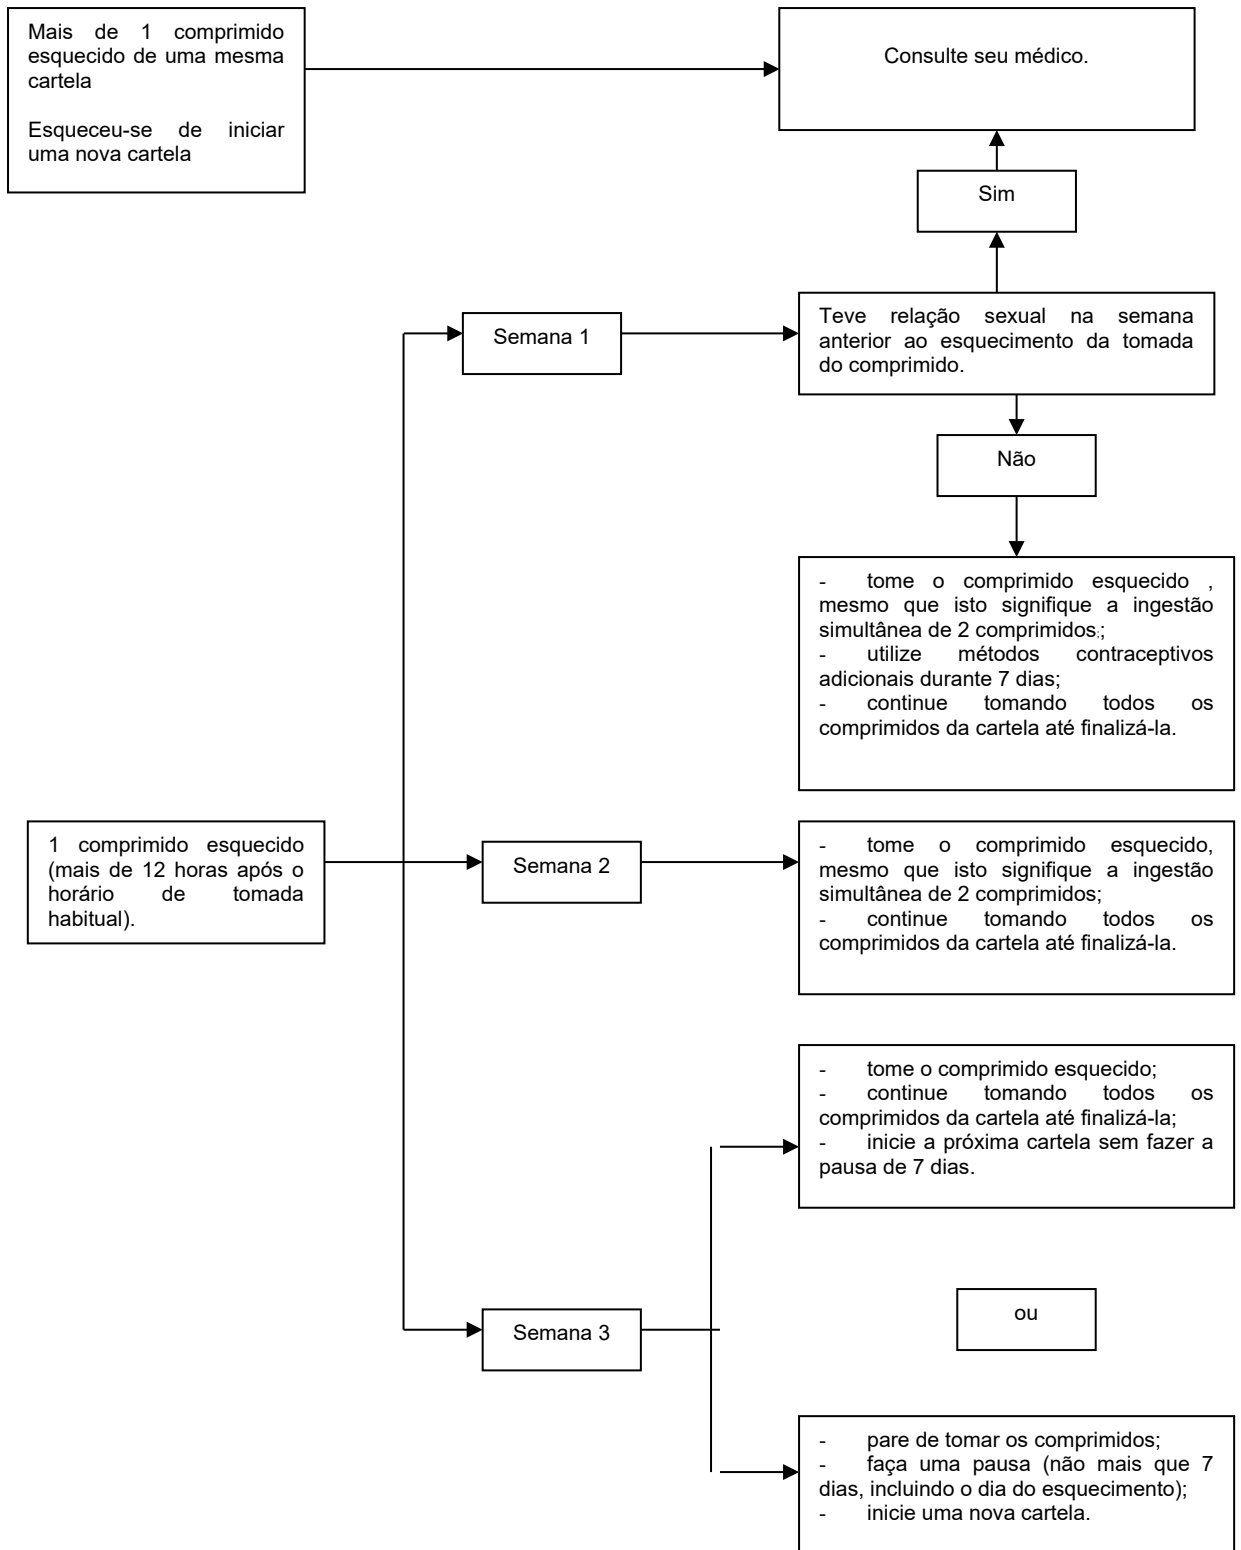 Mais de 1 comprimido
esquecido de uma mesma
cartela
Esqueceu-se de iniciar
uma nova cartela
Consulte seu médico.
Sim
Semana 1
Teve relação sexual na semana
anterior ao esquecimento da tomada
do comprimido.
Não
- tome o comprimido esquecido ,
mesmo que isto signifique a ingestão
simultânea de 2 comprimidos;;
- utilize métodos contraceptivos
adicionais durante 7 dias;
- continue tomando todos os
comprimidos da cartela até finalizá-la.
1 comprimido esquecido
(mais de 12 horas após o
horário de tomada
habitual).
Semana 2
- tome o comprimido esquecido,
mesmo que isto signifique a ingestão
simultânea de 2 comprimidos;
- continue tomando todos os
comprimidos da cartela até finalizá-la.
Semana 3
- tome o comprimido esquecido;
- continue tomando todos os
comprimidos da cartela até finalizá-la;
- inicie a próxima cartela sem fazer a
pausa de 7 dias.
ou
- pare de tomar os comprimidos;
- faça uma pausa (não mais que 7
dias, incluindo o dia do esquecimento);
- inicie uma nova cartela.